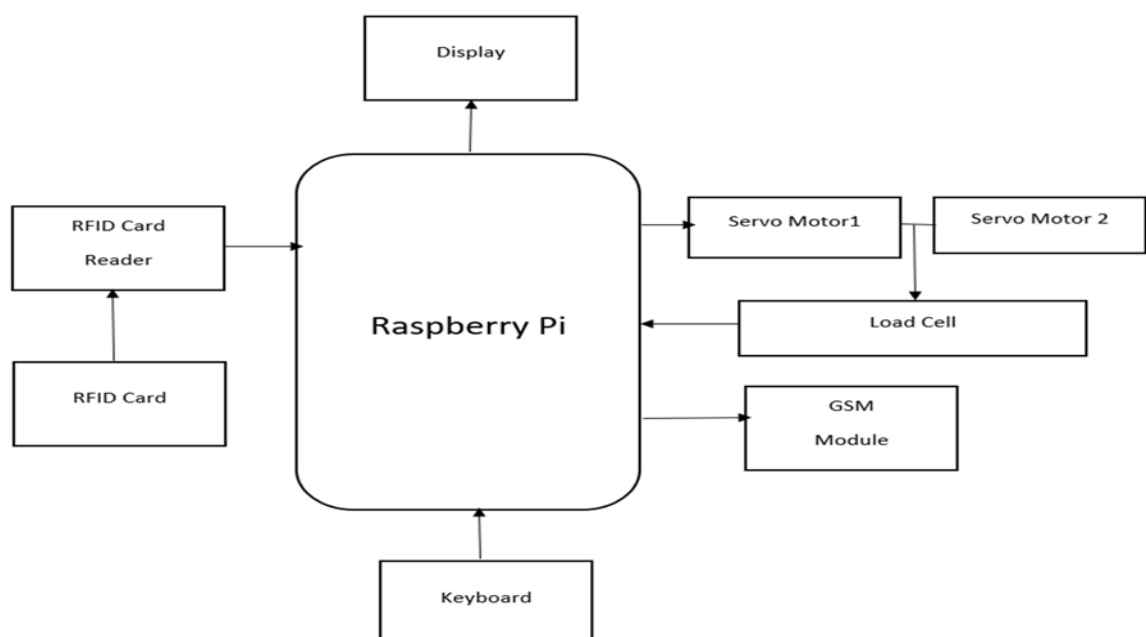 Display
RFID Card
Reader
Servo Motor1
Servo Motor 2
Raspberry Pi
Load Cell
RFID Card
GSM
Module
Keyboard